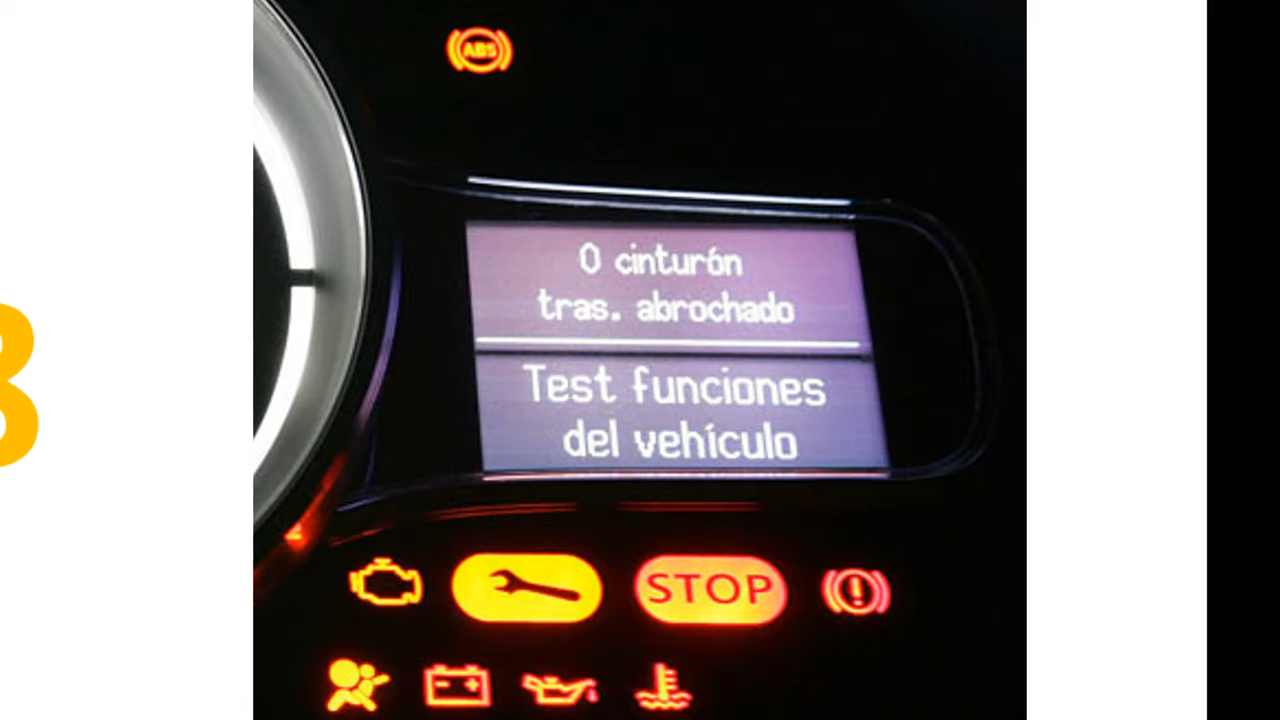 ABS
0 cinturón
tras. abrochado
Test funciones
del vehículo
STOP